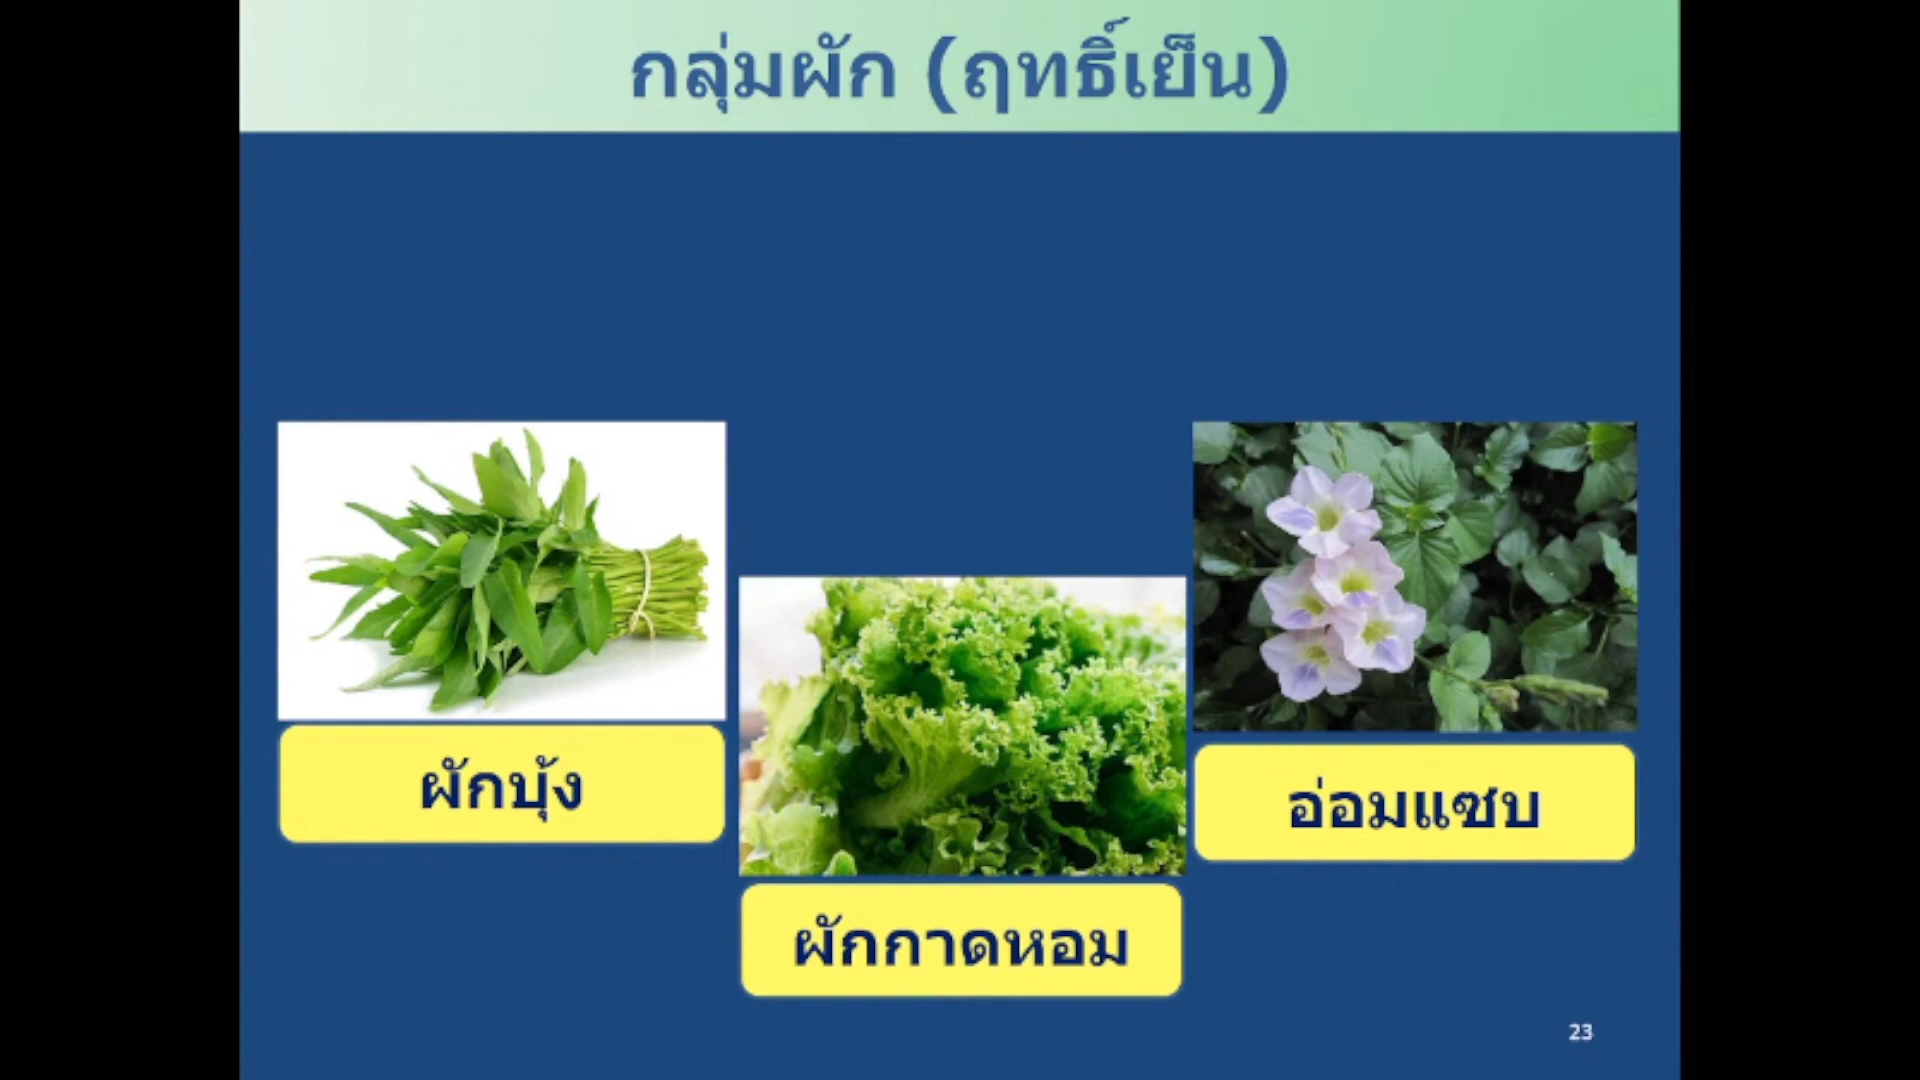 กลุ่มผัก (ฤทธิ์เย็น)
ผักบุ้ง
ผักกาดหอม
อ่อมแซบ
23